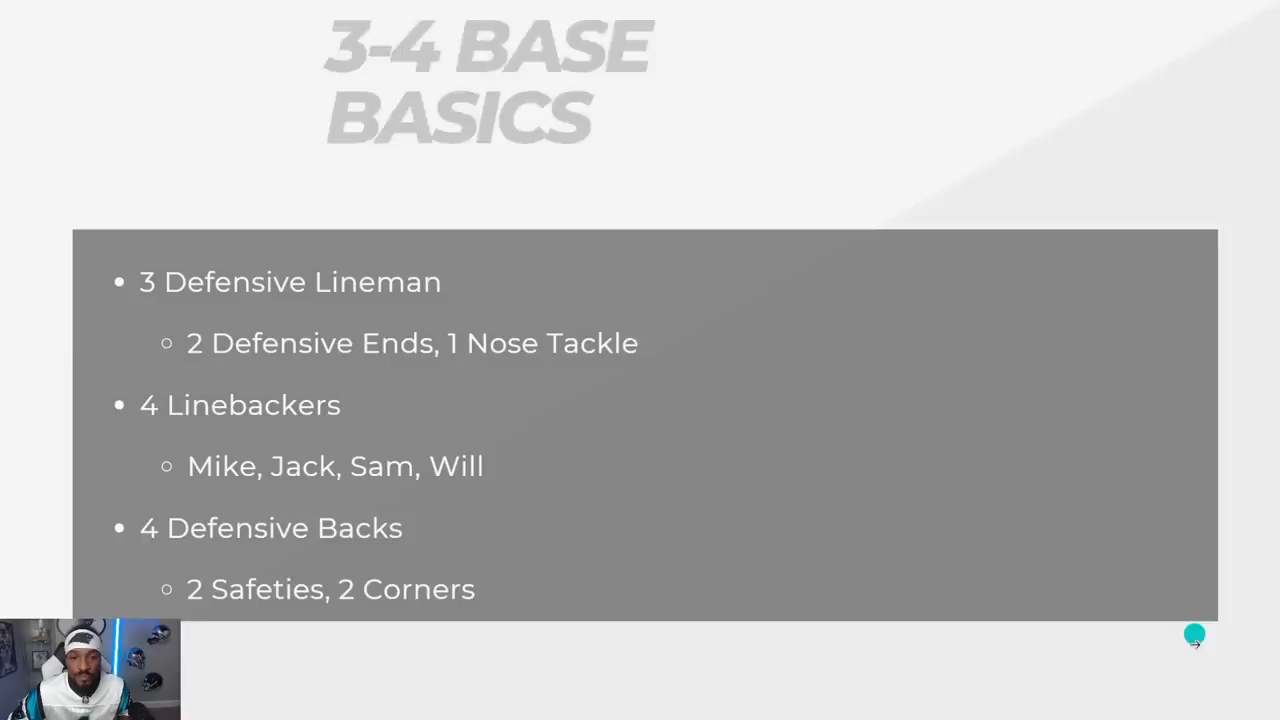 3-4 BASE
BASICS
3 Defensive Lineman
2 Defensive Ends, 1 Nose Tackle
4 Linebackers
Mike, Jack, Sam, Will
4 Defensive Backs
2 Safeties, 2 Corners